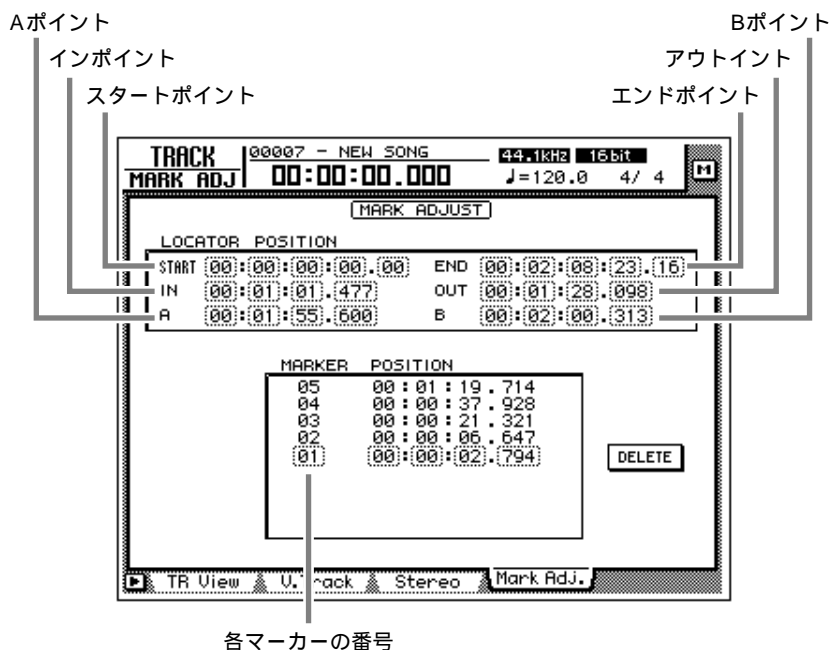 Aポイント
Bポイント
インポイント
アウトイント
スタートポイント
エンドポイント
TRACK
MARK ADJ
00007 - NEW SONG
00:00:00.000
44.1kHz 16bit
♩=120.0 4/ 4
M
MARK ADJUST
LOCATOR POSITION
START 00:00:00:00.00 END 00:02:08:23.16
IN 00:01:01.477 OUT 00:01:28.098
A 00:01:55.600 B 00:02:00.313
MARKER POSITION
05 00:01:19.714
04 00:00:37.928
03 00:00:21.321
02 00:00:06.647
01 00:00:02.794
DELETE
TR View V.Track Stereo Mark Adj.
各マーカーの番号